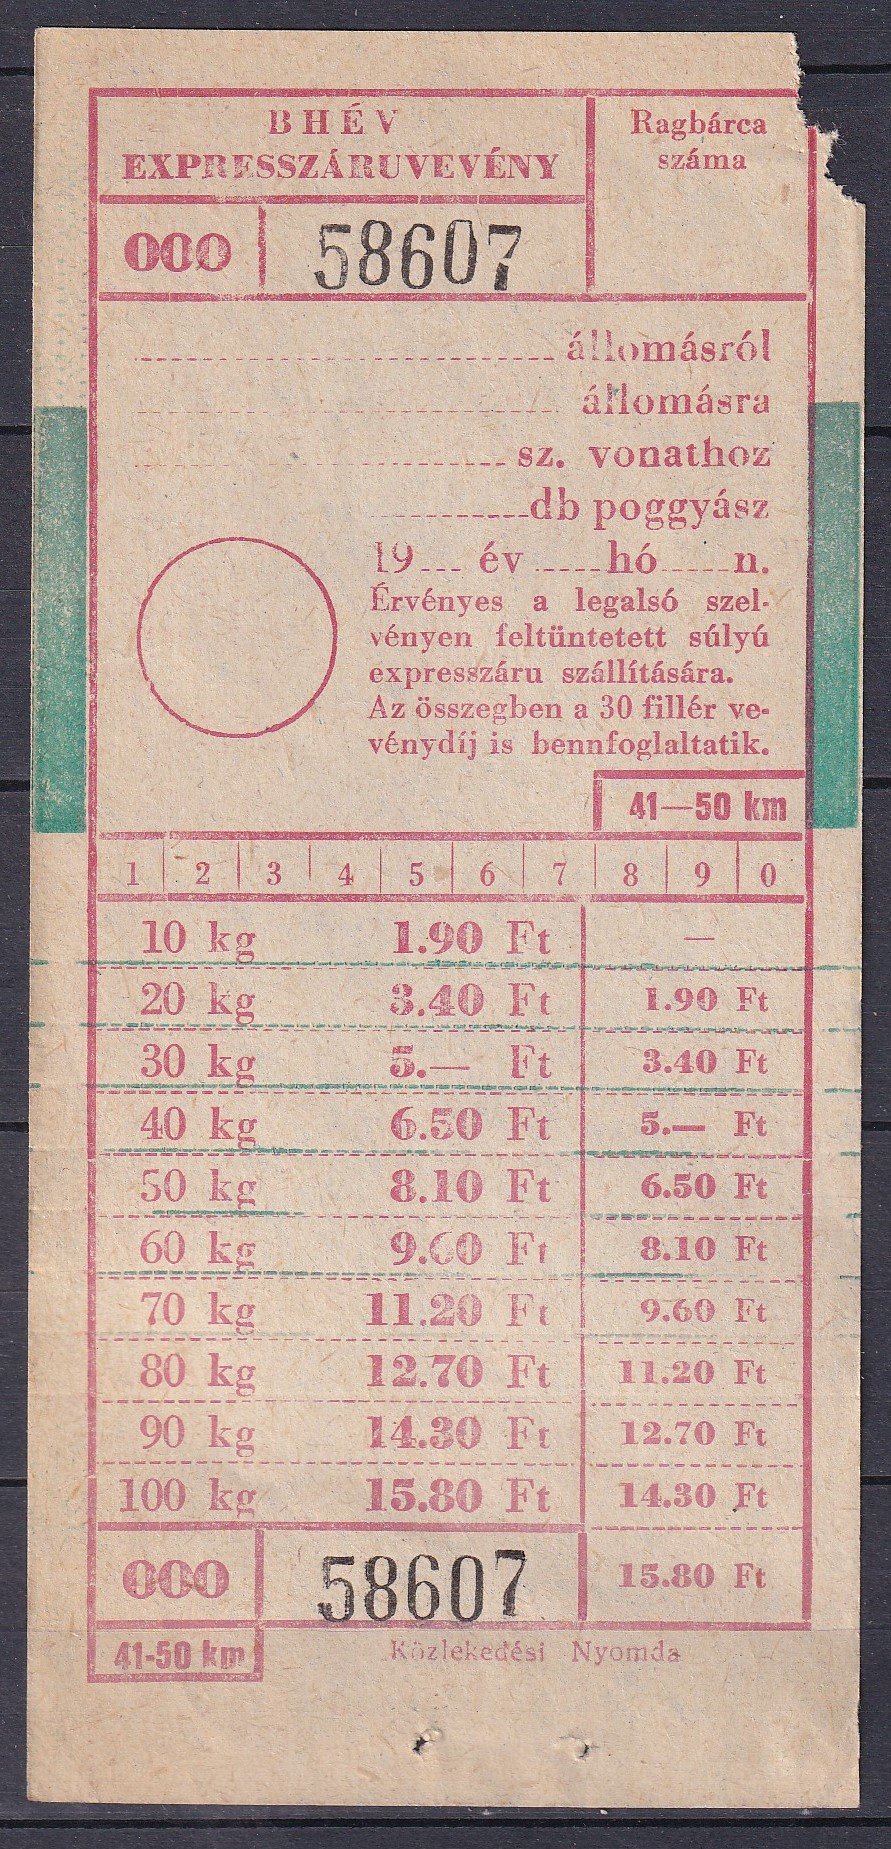 BHÉV
EXPRESSZÁRUVEVÉNY
Ragbárca
száma
000 58607
állomásról
állomásra
sz. vonathoz
db poggyász
19 év hó n.
Érvényes a legalsó szel-
vényen feltüntetett súlyú
expresszáru szállítására.
Az összegben a 30 fillér ve-
vénydíj is bennfoglaltatik.
41—50 km
1 2 3 4 5 6 7 8 9 0
10 kg 1.90 Ft —
20 kg 3.40 Ft 1.90 Ft
30 kg 5.— Ft 3.40 Ft
40 kg 6.50 Ft 5.— Ft
50 kg 8.10 Ft 6.50 Ft
60 kg 9.60 Ft 8.10 Ft
70 kg 11.20 Ft 9.60 Ft
80 kg 12.70 Ft 11.20 Ft
90 kg 14.30 Ft 12.70 Ft
100 kg 15.80 Ft 14.30 Ft
000 58607 15.80 Ft
41-50 km Közlekedési Nyomda